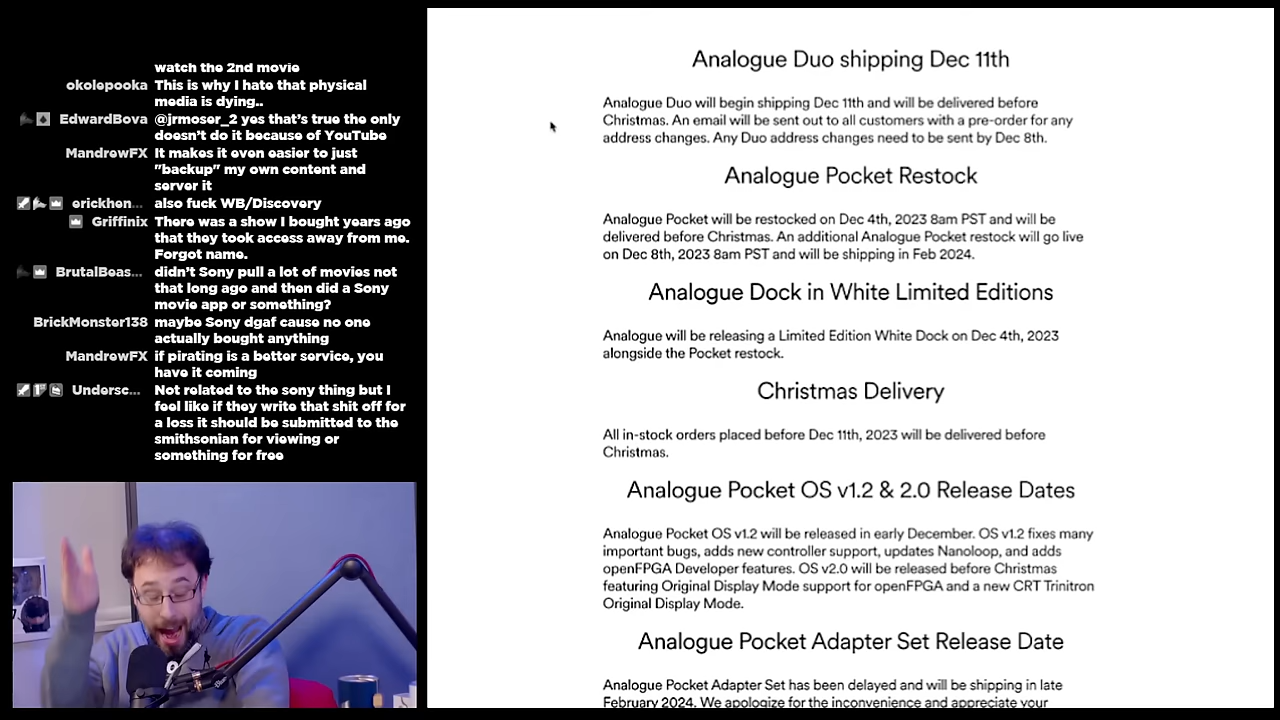 watch the 2nd movie
okolepooka This is why I hate that physical
media is dying..
EdwardBova @jrmoser_2 yes that's true the only
doesn't do it because of YouTube
MandrewFX It makes it even easier to just
"backup" my own content and
server it
erickhen... also fuck WB/Discovery
Griffinix There was a show I bought years ago
that they took access away from me.
Forgot name.
BrutalBeas... didn't Sony pull a lot of movies not
that long ago and then did a Sony
movie app or something?
BrickMonster138 maybe Sony dgaf cause no one
actually bought anything
MandrewFX if pirating is a better service, you
have it coming
Undersc... Not related to the sony thing but I
feel like if they write that shit off for
a loss it should be submitted to the
smithsonian for viewing or
something for free
Analogue Duo shipping Dec 11th
Analogue Duo will begin shipping Dec 11th and will be delivered before
Christmas. An email will be sent out to all customers with a pre-order for any
address changes. Any Duo address changes need to be sent by Dec 8th.
Analogue Pocket Restock
Analogue Pocket will be restocked on Dec 4th, 2023 8am PST and will be
delivered before Christmas. An additional Analogue Pocket restock will go live
on Dec 8th, 2023 8am PST and will be shipping in Feb 2024.
Analogue Dock in White Limited Editions
Analogue will be releasing a Limited Edition White Dock on Dec 4th, 2023
alongside the Pocket restock.
Christmas Delivery
All in-stock orders placed before Dec 11th, 2023 will be delivered before
Christmas.
Analogue Pocket OS v1.2 & 2.0 Release Dates
Analogue Pocket OS v1.2 will be released in early December. OS v1.2 fixes many
important bugs, adds new controller support, updates Nanoloop, and adds
openFPGA Developer features. OS v2.0 will be released before Christmas
featuring Original Display Mode support for openFPGA and a new CRT Trinitron
Original Display Mode.
Analogue Pocket Adapter Set Release Date
Analogue Pocket Adapter Set has been delayed and will be shipping in late
February 2024. We apologize for the inconvenience and appreciate your